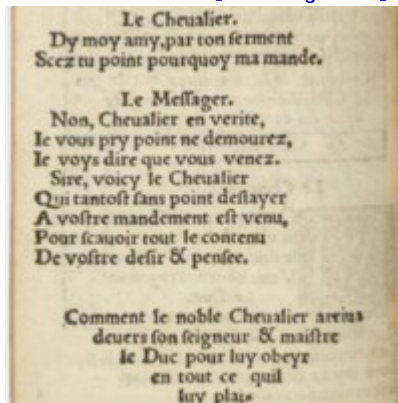 Le Cheualier.
Dy moy amy, par ton serment
Scez tu point pourquoy ma mande.
Le Messager.
Non, Cheualier en verite,
Ie vous pry point ne demourez,
Ie voys dire que vous venez.
Sire, voicy le Cheualier
Qui tantost sans point deslayer
A vostre mandement est venu,
Pour scauoir tout le contenu
De vostre desir & pensee.
Comment le noble Cheualier arriua
deuers son seigneur & maistre
le Duc pour luy obeyr
en tout ce quil
luy plaist